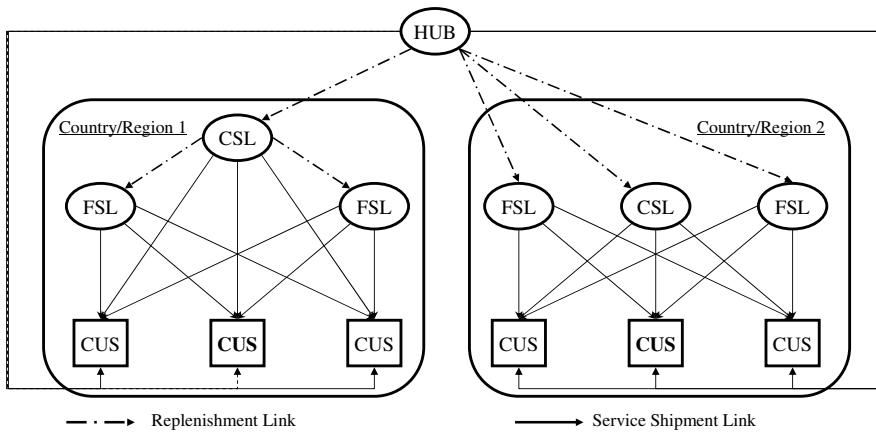 HUB
Country/Region 1
CSL
Country/Region 2
FSL
FSL
FSL
CSL
FSL
CUS
CUS
CUS
CUS
CUS
CUS
Replenishment Link
Service Shipment Link